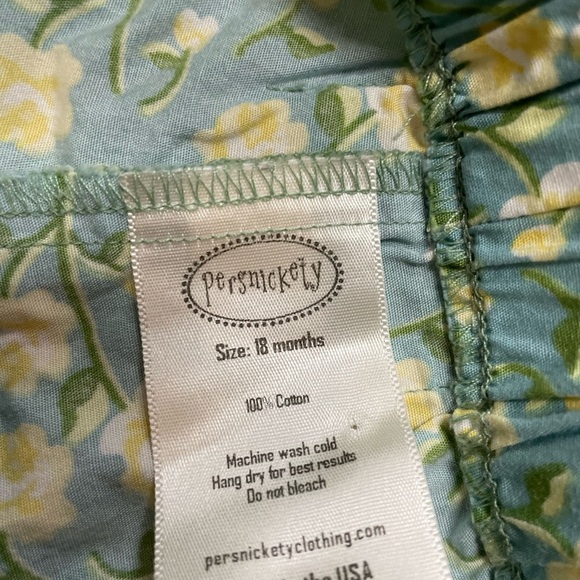 persnickety
Size: 18 months
100% Cotton
Machine wash cold
Hang dry for best results
Do not bleach
persnicketyclothing.com
the USA